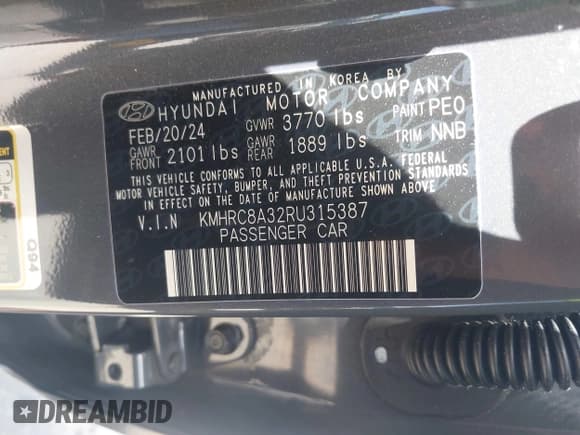 MANUFACTURED IN KOREA BY
HYUNDAI MOTOR COMPANY
FEB/20/24 GVWR 3770 lbs PAINT PE0
GAWR FRONT 2101 lbs GAWR REAR 1889 lbs TRIM NNB
THIS VEHICLE CONFORMS TO ALL APPLICABLE U.S.A. FEDERAL
MOTOR VEHICLE SAFETY, BUMPER, AND THEFT PREVENTION STANDARDS
IN EFFECT ON THE DATE OF MANUFACTURE SHOWN ABOVE.
V.I.N KMHRC8A32RU315387
PASSENGER CAR
Q94
DREAMBID